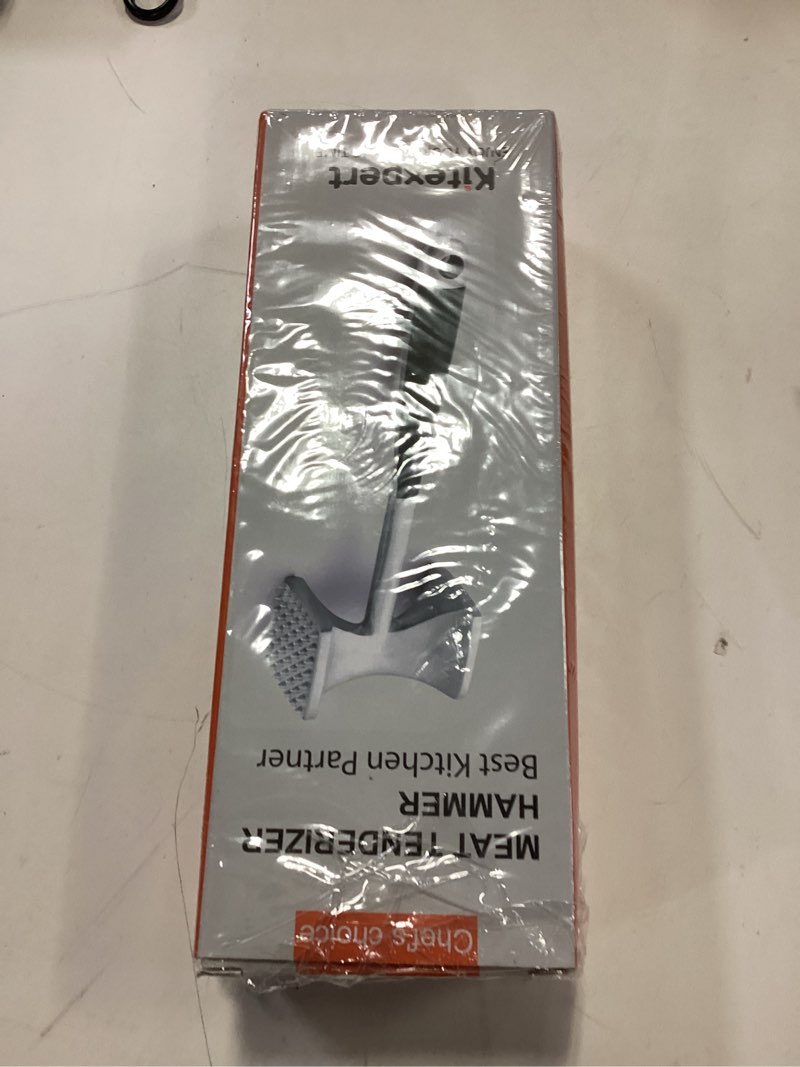 Chef's choice
MEAT TENDERIZER
HAMMER
Best Kitchen Partner
Kitexpert